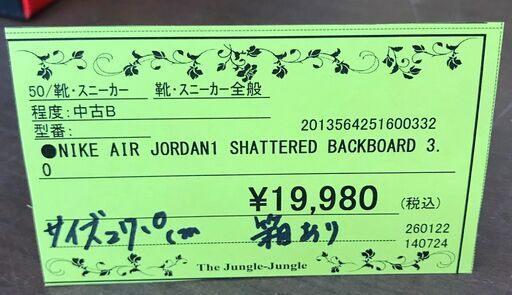 50/靴・スニーカー　靴・スニーカー全般
程度:中古B
型番:
2013564251600332
●NIKE AIR JORDAN1 SHATTERED BACKBOARD 3.
0
¥19,980 (税込)
サイズ27.0cm 箱あり
260122
140724
The Jungle-Jungle